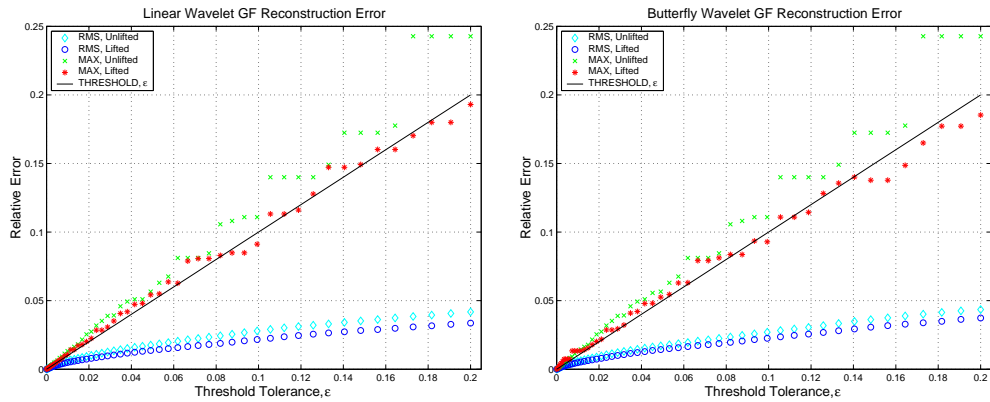 Linear Wavelet GF Reconstruction Error
0.25
0.2
0.15
0.1
0.05
0
Relative Error
RMS, Unlifted
RMS, Lifted
MAX, Unlifted
MAX, Lifted
THRESHOLD, ε
0.02 0.04 0.06 0.08 0.1 0.12 0.14 0.16 0.18 0.2
Threshold Tolerance, ε
Butterfly Wavelet GF Reconstruction Error
0.25
0.2
0.15
0.1
0.05
0
Relative Error
RMS, Unlifted
RMS, Lifted
MAX, Unlifted
MAX, Lifted
THRESHOLD, ε
0.02 0.04 0.06 0.08 0.1 0.12 0.14 0.16 0.18 0.2
Threshold Tolerance, ε